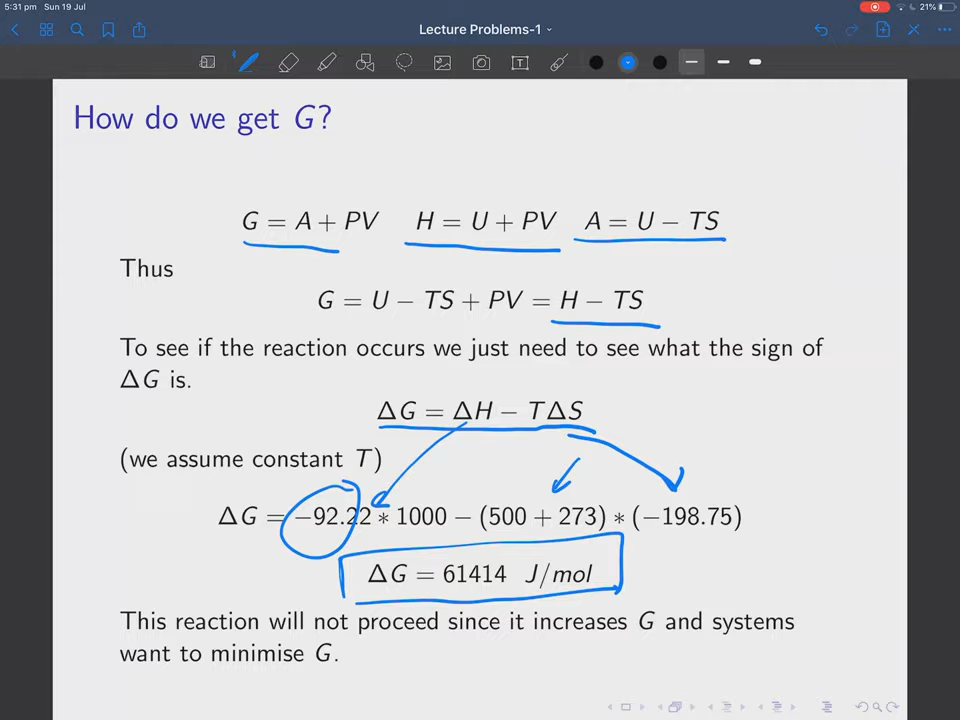 5:31 pm Sun 19 Jul
21%
Lecture Problems-1
How do we get G?
G = A + PV H = U + PV A = U − TS
Thus
G = U − TS + PV = H − TS
To see if the reaction occurs we just need to see what the sign of
ΔG is.
ΔG = ΔH − TΔS
(we assume constant T)
ΔG = −92.22 ∗ 1000 − (500 + 273) ∗ (−198.75)
ΔG = 61414 J/mol
This reaction will not proceed since it increases G and systems
want to minimise G.